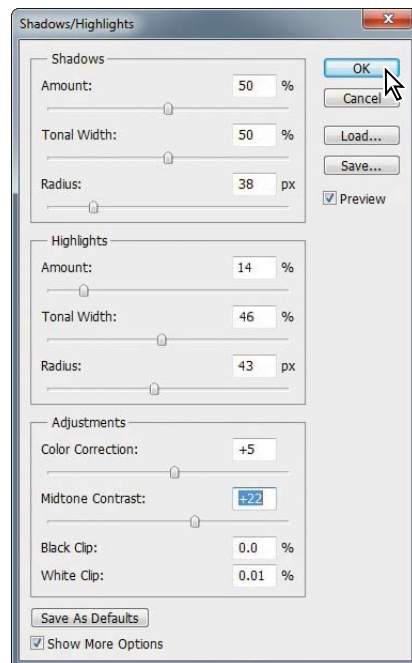 Shadows/Highlights
Shadows
Amount: 50 %
Tonal Width: 50 %
Radius: 38 px
Highlights
Amount: 14 %
Tonal Width: 46 %
Radius: 43 px
Adjustments
Color Correction: +5
Midtone Contrast: +22
Black Clip: 0.0 %
White Clip: 0.01 %
Save As Defaults
Show More Options
OK
Cancel
Load...
Save...
Preview